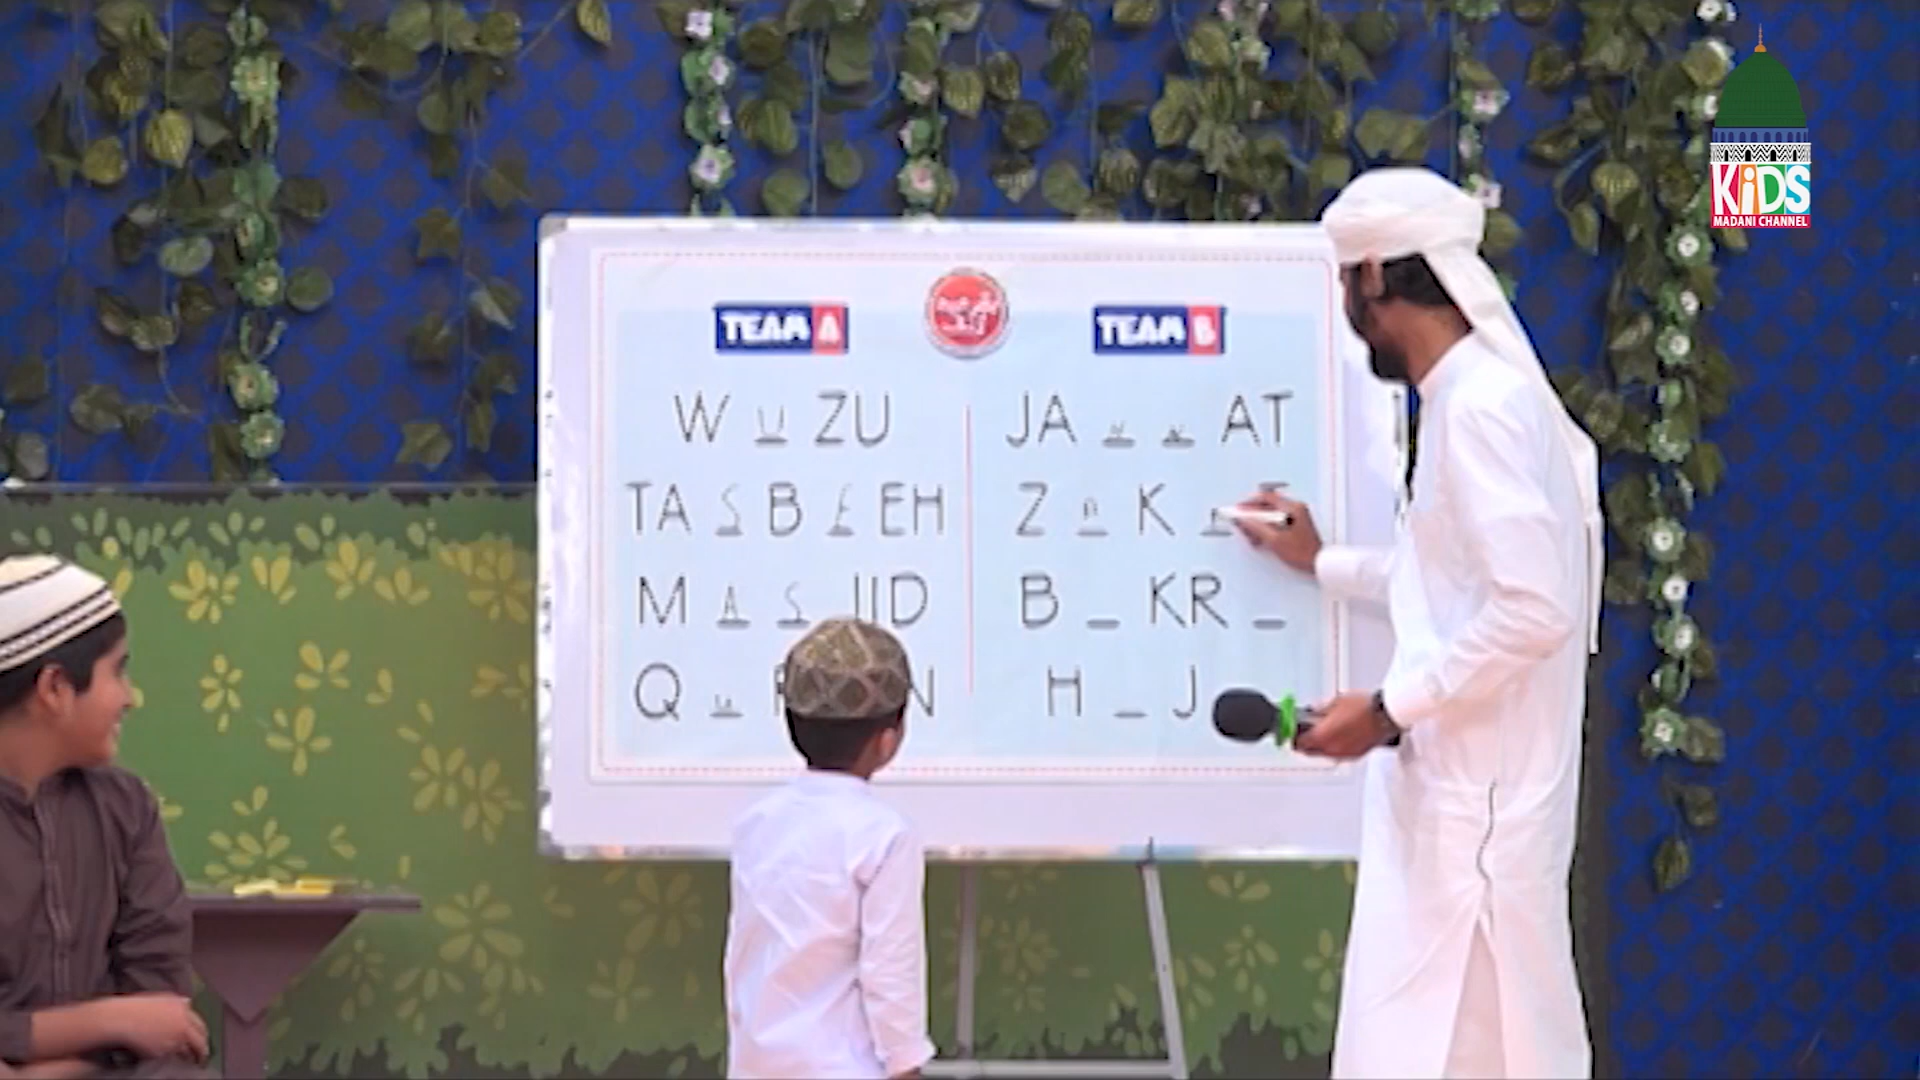 KiDS
MADANI CHANNEL
TEAM A
W U ZU
TA S B E EH
M A S JID
Q U
TEAM B
JA N N AT
Z A K
B _ KR _
H _ J